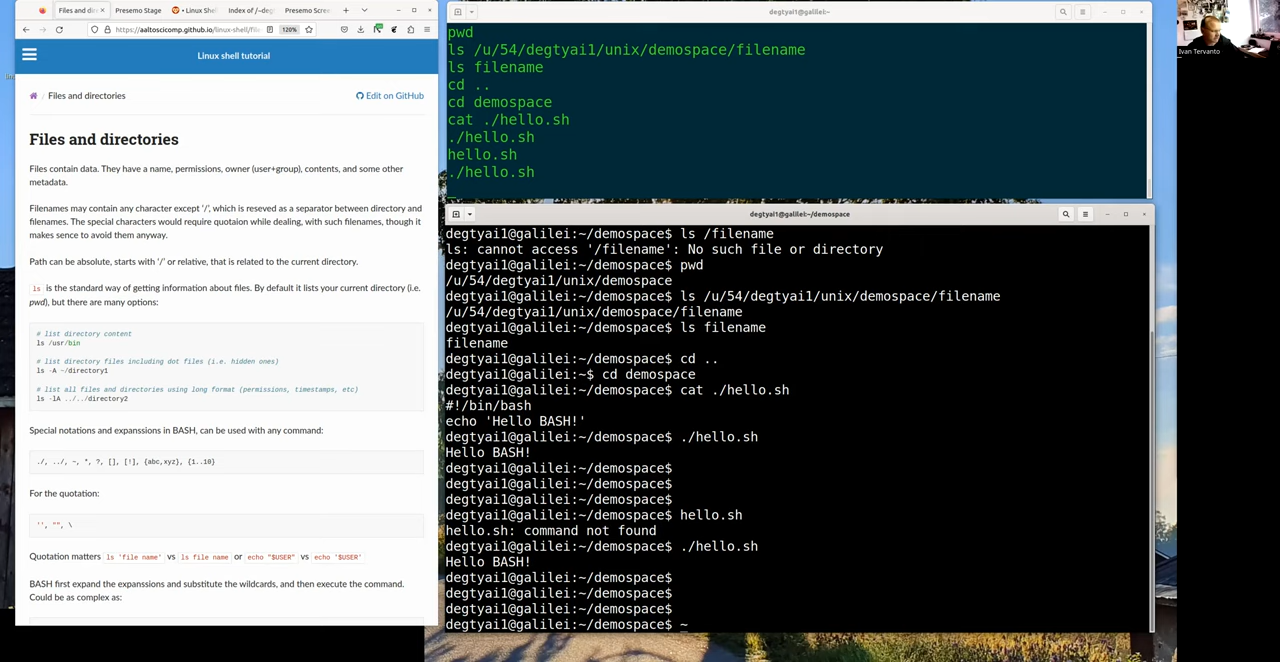 Files and dir
Presemo Stage
• Linux Shel
Index of /~deg
Presemo Scree
https://aaltoscicomp.github.io/linux-shell/fil
120%
Linux shell tutorial
/ Files and directories
Edit on GitHub
Files and directories
Files contain data. They have a name, permissions, owner (user+group), contents, and some other
metadata.
Filenames may contain any character except '/', which is reseved as a separator between directory and
filenames. The special characters would require quotaion while dealing, with such filenames, though it
makes sence to avoid them anyway.
Path can be absolute, starts with '/' or relative, that is related to the current directory.
ls is the standard way of getting information about files. By default it lists your current directory (i.e.
pwd), but there are many options:
# list directory content
ls /usr/bin
# list directory files including dot files (i.e. hidden ones)
ls -A ~/directory1
# list all files and directories using long format (permissions, timestamps, etc)
ls -lA ../../directory2
Special notations and expanssions in BASH, can be used with any command:
./, ../, ~, *, ?, [], [!], {abc,xyz}, {1..10}
For the quotation:
'', "", \
Quotation matters ls 'file name' vs ls file name or echo "$USER" vs echo '$USER'
BASH first expand the expanssions and substitute the wildcards, and then execute the command.
Could be as complex as:
degtyai1@galilei:~
pwd
ls /u/54/degtyai1/unix/demospace/filename
ls filename
cd ..
cd demospace
cat ./hello.sh
./hello.sh
hello.sh
./hello.sh
degtyai1@galilei:~/demospace
degtyai1@galilei:~/demospace$ ls /filename
ls: cannot access '/filename': No such file or directory
degtyai1@galilei:~/demospace$ pwd
/u/54/degtyai1/unix/demospace
degtyai1@galilei:~/demospace$ ls /u/54/degtyai1/unix/demospace/filename
/u/54/degtyai1/unix/demospace/filename
degtyai1@galilei:~/demospace$ ls filename
filename
degtyai1@galilei:~/demospace$ cd ..
degtyai1@galilei:~$ cd demospace
degtyai1@galilei:~/demospace$ cat ./hello.sh
#!/bin/bash
echo 'Hello BASH!'
degtyai1@galilei:~/demospace$ ./hello.sh
Hello BASH!
degtyai1@galilei:~/demospace$
degtyai1@galilei:~/demospace$
degtyai1@galilei:~/demospace$
degtyai1@galilei:~/demospace$ hello.sh
hello.sh: command not found
degtyai1@galilei:~/demospace$ ./hello.sh
Hello BASH!
degtyai1@galilei:~/demospace$
degtyai1@galilei:~/demospace$
degtyai1@galilei:~/demospace$
degtyai1@galilei:~/demospace$ ~
Ivan Tervanto